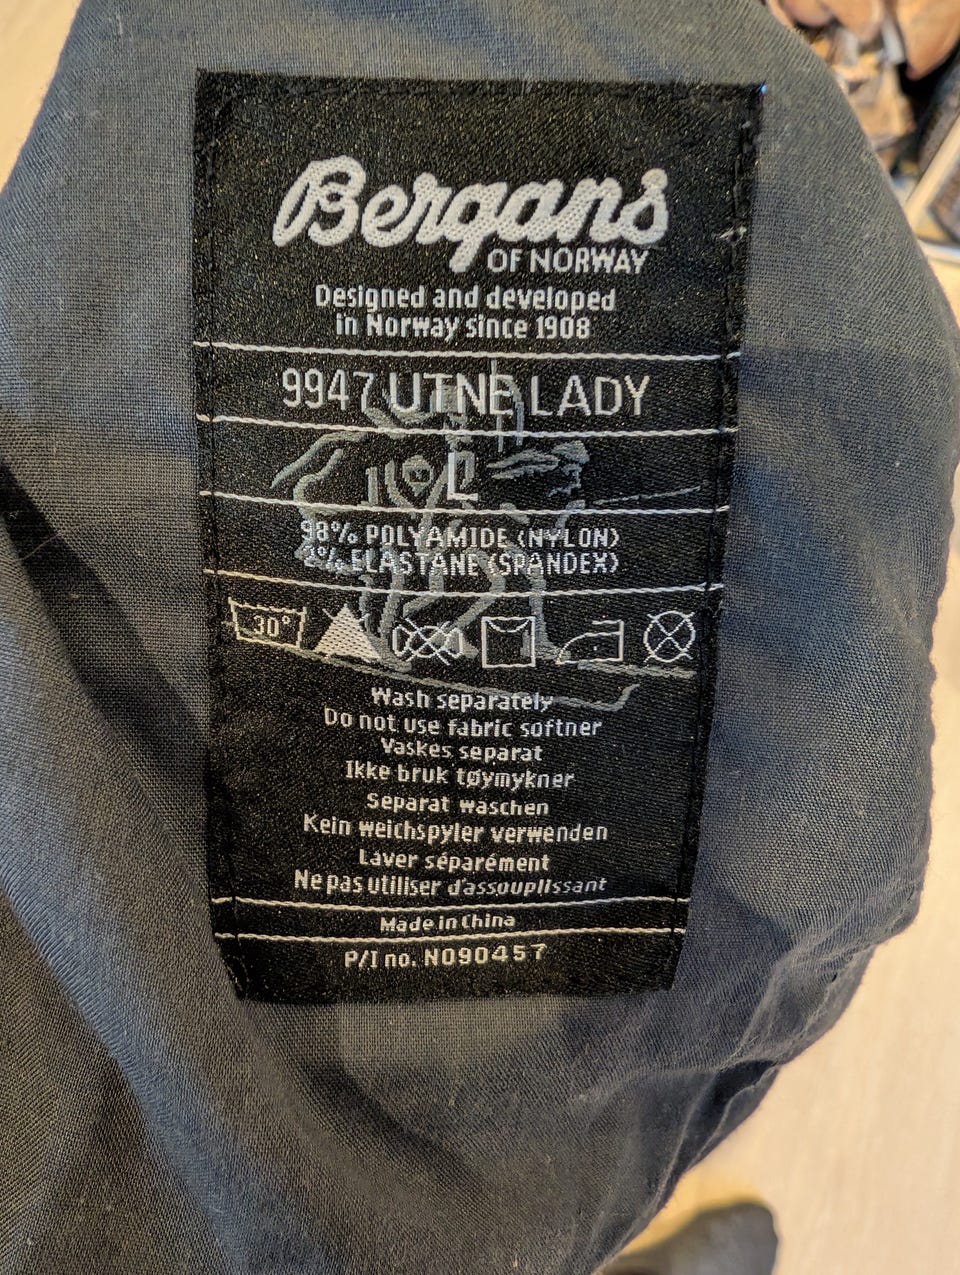 Bergans
OF NORWAY
Designed and developed
in Norway since 1908
9947 UTNE LADY
L
98% POLYAMIDE (NYLON)
2% ELASTANE (SPANDEX)
30°
Wash separately
Do not use fabric softner
Vaskes separat
Ikke bruk tøymykner
Separat waschen
Kein weichspyler verwenden
Laver séparément
Ne pas utiliser d'assouplissant
Made in China
P/I no. N090457